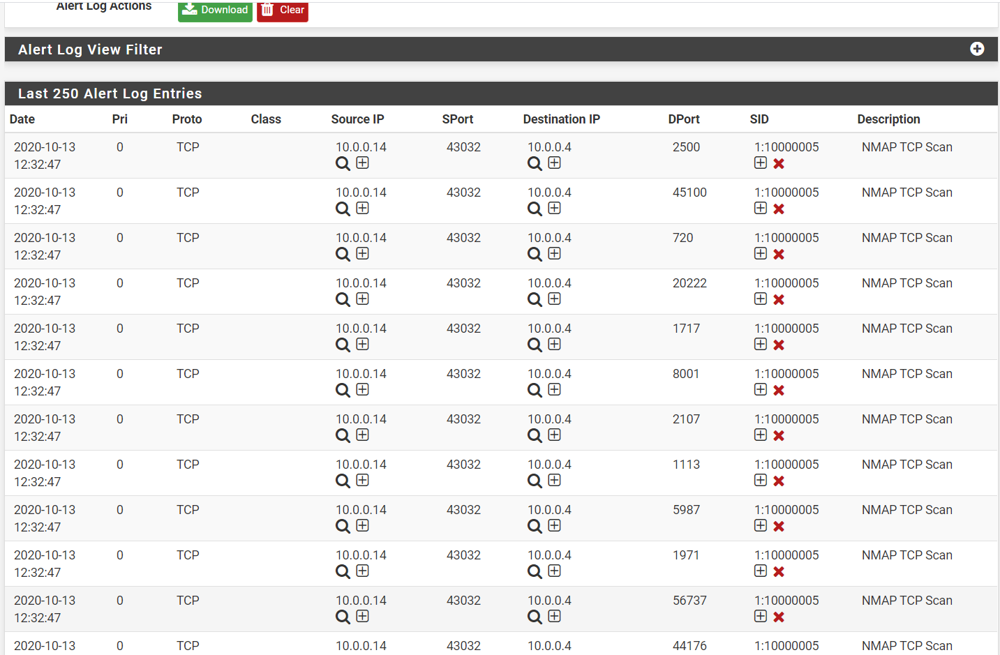 Alert Log Actions Download Clear
Alert Log View Filter
Last 250 Alert Log Entries
Date Pri Proto Class Source IP SPort Destination IP DPort SID Description
2020-10-13 0 TCP 10.0.0.14 43032 10.0.0.4 2500 1:10000005 NMAP TCP Scan
12:32:47
2020-10-13 0 TCP 10.0.0.14 43032 10.0.0.4 45100 1:10000005 NMAP TCP Scan
12:32:47
2020-10-13 0 TCP 10.0.0.14 43032 10.0.0.4 720 1:10000005 NMAP TCP Scan
12:32:47
2020-10-13 0 TCP 10.0.0.14 43032 10.0.0.4 20222 1:10000005 NMAP TCP Scan
12:32:47
2020-10-13 0 TCP 10.0.0.14 43032 10.0.0.4 1717 1:10000005 NMAP TCP Scan
12:32:47
2020-10-13 0 TCP 10.0.0.14 43032 10.0.0.4 8001 1:10000005 NMAP TCP Scan
12:32:47
2020-10-13 0 TCP 10.0.0.14 43032 10.0.0.4 2107 1:10000005 NMAP TCP Scan
12:32:47
2020-10-13 0 TCP 10.0.0.14 43032 10.0.0.4 1113 1:10000005 NMAP TCP Scan
12:32:47
2020-10-13 0 TCP 10.0.0.14 43032 10.0.0.4 5987 1:10000005 NMAP TCP Scan
12:32:47
2020-10-13 0 TCP 10.0.0.14 43032 10.0.0.4 1971 1:10000005 NMAP TCP Scan
12:32:47
2020-10-13 0 TCP 10.0.0.14 43032 10.0.0.4 56737 1:10000005 NMAP TCP Scan
12:32:47
2020-10-13 0 TCP 10.0.0.14 43032 10.0.0.4 44176 1:10000005 NMAP TCP Scan